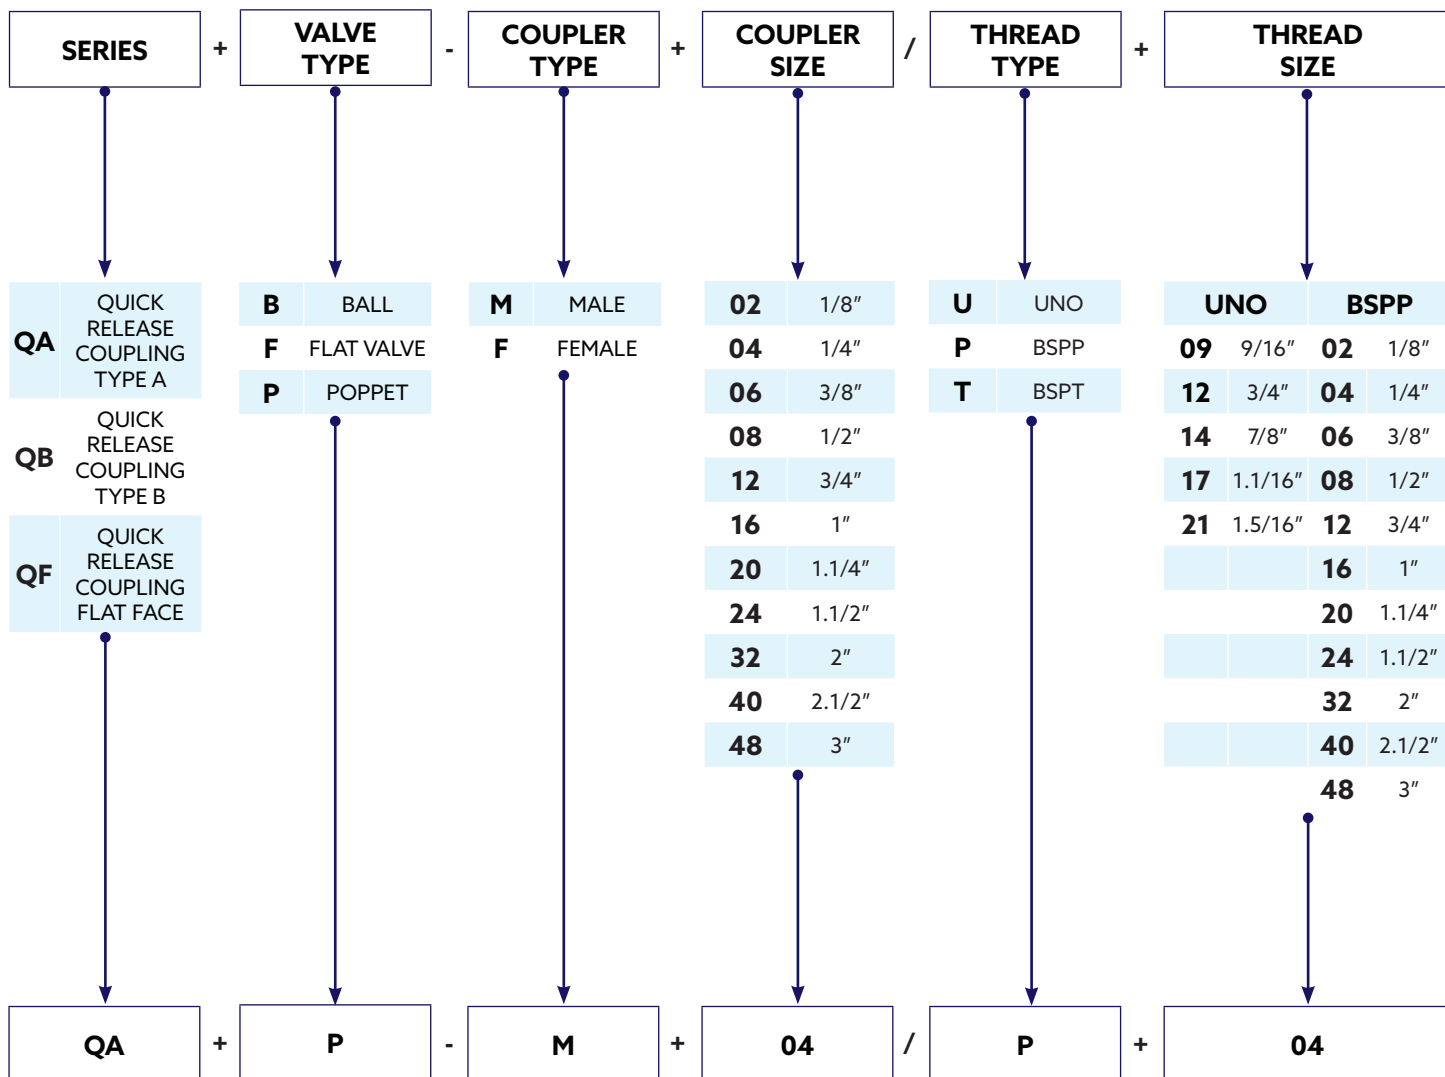 SERIES + VALVE TYPE - COUPLER TYPE + COUPLER SIZE / THREAD TYPE + THREAD SIZE
QA QUICK RELEASE COUPLING TYPE A
QB QUICK RELEASE COUPLING TYPE B
QF QUICK RELEASE COUPLING FLAT FACE
B BALL
F FLAT VALVE
P POPPET
M MALE
F FEMALE
02 1/8"
04 1/4"
06 3/8"
08 1/2"
12 3/4"
16 1"
20 1.1/4"
24 1.1/2"
32 2"
40 2.1/2"
48 3"
U UNO
P BSPP
T BSPT
UNO BSPP
09 9/16" 02 1/8"
12 3/4" 04 1/4"
14 7/8" 06 3/8"
17 1.1/16" 08 1/2"
21 1.5/16" 12 3/4"
16 1"
20 1.1/4"
24 1.1/2"
32 2"
40 2.1/2"
48 3"
QA + P - M + 04 / P + 04